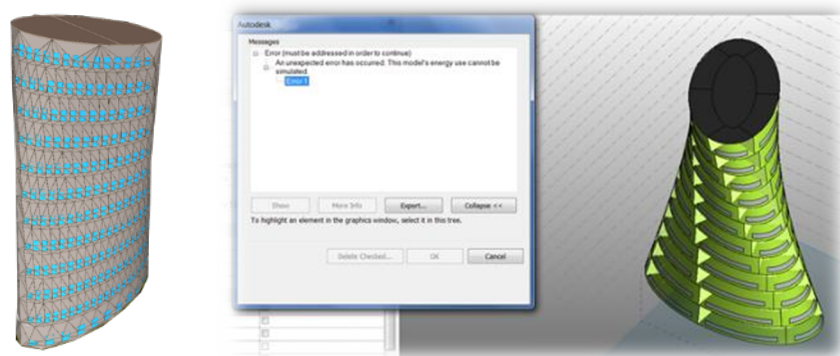 Autodesk
Messages
Error (must be addressed in order to continue)
An unexpected error has occurred: This model's energy use cannot be
simulated.
Error 1
Show
More Info
Export...
Collapse <<
To highlight an element in the graphics window, select it in this tree.
Delete Checked...
OK
Cancel